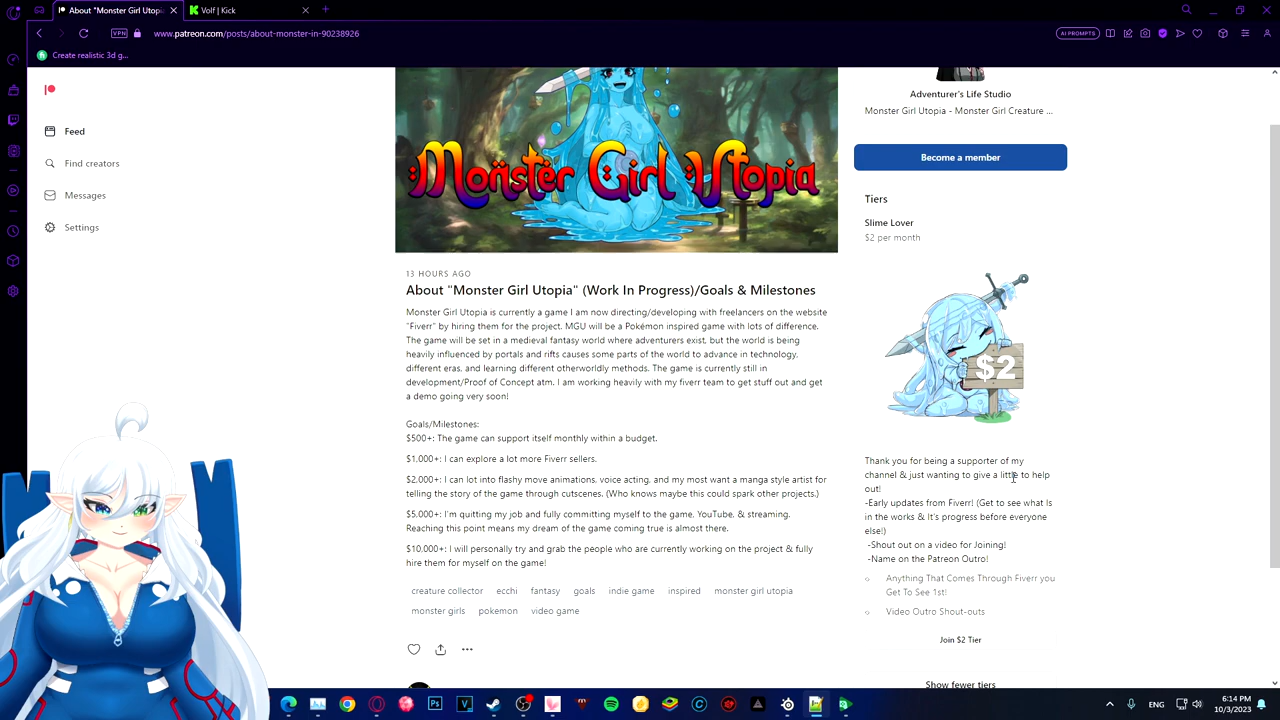 About "Monster Girl Utopi
Volf | Kick
VPN
www.patreon.com/posts/about-monster-in-90238926
AI PROMPTS
Create realistic 3d g...
Feed
Find creators
Messages
Settings
Monster Girl Utopia
13 HOURS AGO
About "Monster Girl Utopia" (Work In Progress)/Goals & Milestones
Monster Girl Utopia is currently a game I am now directing/developing with freelancers on the website
"Fiverr" by hiring them for the project. MGU will be a Pokémon inspired game with lots of difference.
The game will be set in a medieval fantasy world where adventurers exist, but the world is being
heavily influenced by portals and rifts causes some parts of the world to advance in technology,
different eras, and learning different otherworldly methods. The game is currently still in
development/Proof of Concept atm. I am working heavily with my fiverr team to get stuff out and get
a demo going very soon!
Goals/Milestones:
$500+: The game can support itself monthly within a budget.
$1,000+: I can explore a lot more Fiverr sellers.
$2,000+: I can lot into flashy move animations, voice acting, and my most want a manga style artist for
telling the story of the game through cutscenes. (Who knows maybe this could spark other projects.)
$5,000+: I'm quitting my job and fully committing myself to the game, YouTube, & streaming.
Reaching this point means my dream of the game coming true is almost there.
$10,000+: I will personally try and grab the people who are currently working on the project & fully
hire them for myself on the game!
creature collector ecchi fantasy goals indie game inspired monster girl utopia
monster girls pokemon video game
Adventurer's Life Studio
Monster Girl Utopia - Monster Girl Creature ...
Become a member
Tiers
Slime Lover
$2 per month
$2
Thank you for being a supporter of my
channel & just wanting to give a little to help
out!
-Early updates from Fiverr! (Get to see what Is
in the works & It's progress before everyone
else!)
-Shout out on a video for Joining!
-Name on the Patreon Outro!
Anything That Comes Through Fiverr you
Get To See 1st!
Video Outro Shout-outs
Join $2 Tier
Show fewer tiers
ENG
6:14 PM
10/3/2023